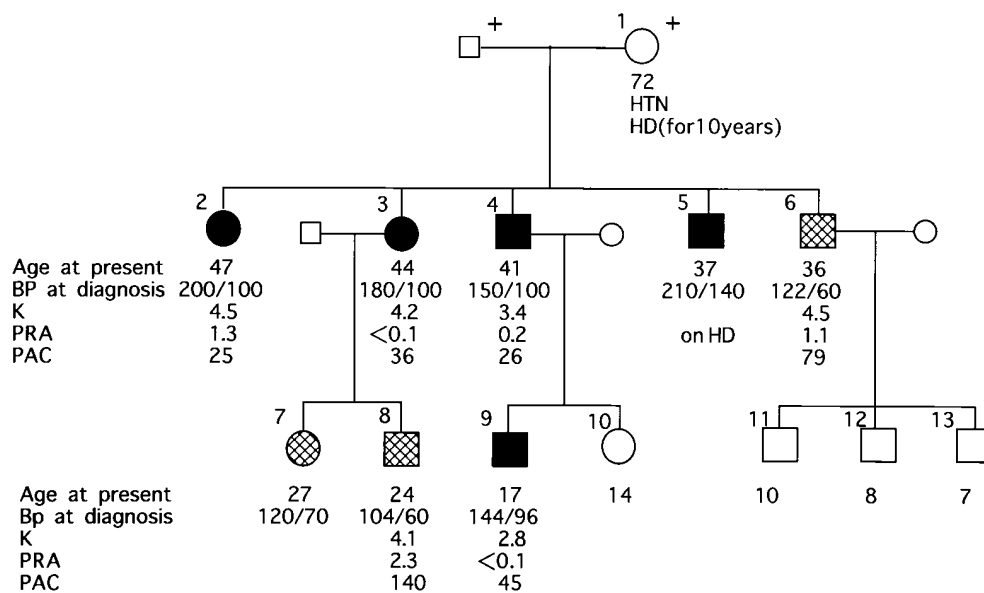 + 1 +
72
HTN
HD(for10years)
2 3 4 5 6
Age at present 47 44 41 37 36
BP at diagnosis 200/100 180/100 150/100 210/140 122/60
K 4.5 4.2 3.4 4.5
PRA 1.3 <0.1 0.2 on HD 1.1
PAC 25 36 26 79
7 8 9 10 11 12 13
Age at present 27 24 17 14 10 8 7
Bp at diagnosis 120/70 104/60 144/96
K 4.1 2.8
PRA 2.3 <0.1
PAC 140 45